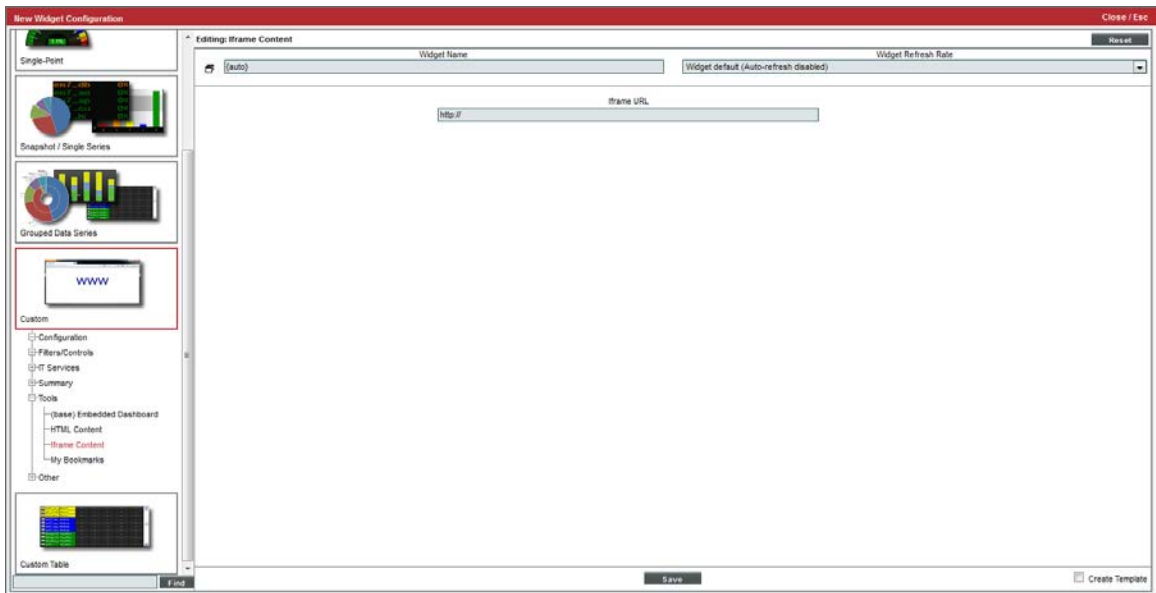 New Widget Configuration
Close / Esc
Single-Point
Snapshot / Single Series
Grouped Data Series
www
Custom
Configuration
Filters/Controls
IT Services
Summary
Tools
(base) Embedded Dashboard
HTML Content
Iframe Content
My Bookmarks
Other
Custom Table
Find
Editing: Iframe Content
Reset
Widget Name
Widget Refresh Rate
{auto}
Widget default (Auto-refresh disabled)
Iframe URL
http://
Save
Create Template